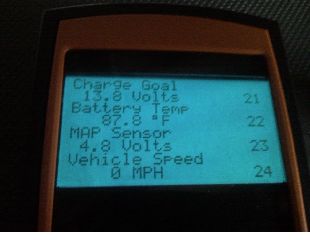 Charge Goal
13.8 Volts 21
Battery Temp
87.8 °F 22
MAP Sensor
4.8 Volts 23
Vehicle Speed
0 MPH 24